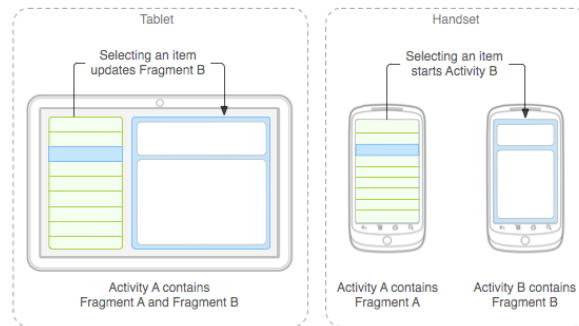 Tablet
Selecting an item
updates Fragment B
Activity A contains
Fragment A and Fragment B
Handset
Selecting an item
starts Activity B
Activity A contains
Fragment A
Activity B contains
Fragment B